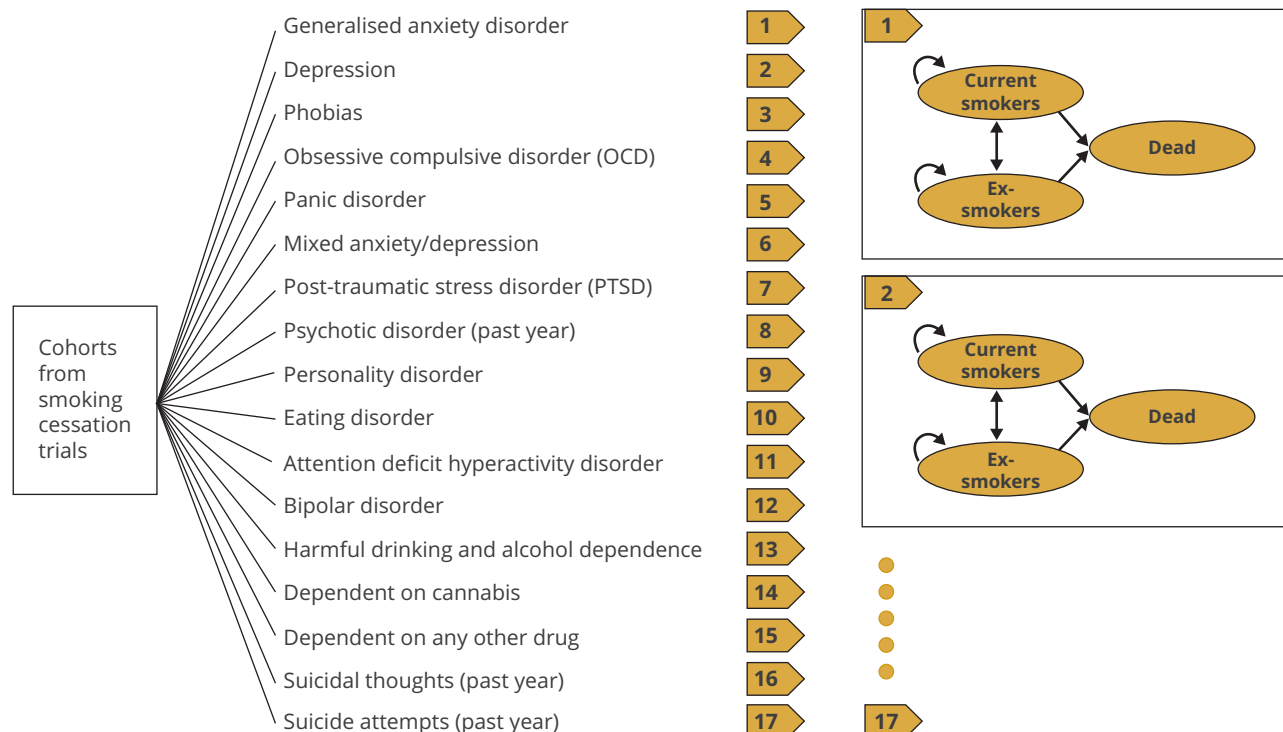 Cohorts
from
smoking
cessation
trials
Generalised anxiety disorder
Depression
Phobias
Obsessive compulsive disorder (OCD)
Panic disorder
Mixed anxiety/depression
Post-traumatic stress disorder (PTSD)
Psychotic disorder (past year)
Personality disorder
Eating disorder
Attention deficit hyperactivity disorder
Bipolar disorder
Harmful drinking and alcohol dependence
Dependent on cannabis
Dependent on any other drug
Suicidal thoughts (past year)
Suicide attempts (past year)
1
2
3
4
5
6
7
8
9
10
11
12
13
14
15
16
17
1
Current
smokers
Dead
Ex-
smokers
2
Current
smokers
Dead
Ex-
smokers
17